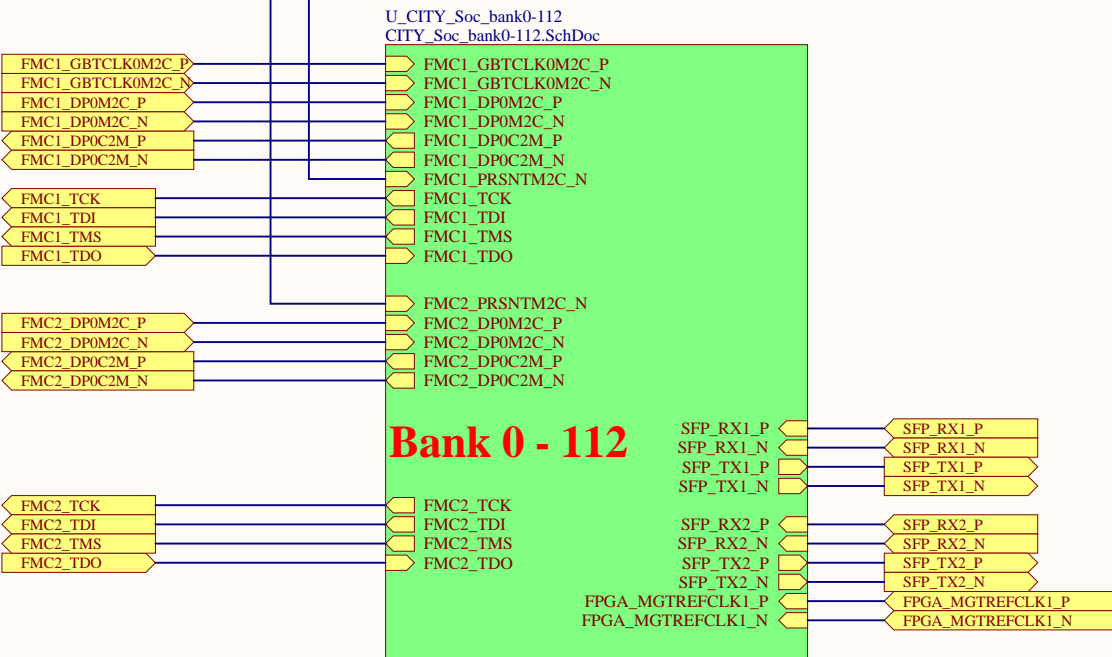 U_CITY_Soc_bank0-112
CITY_Soc_bank0-112.SchDoc
FMC1_GBTCLK0M2C_P FMC1_GBTCLK0M2C_P
FMC1_GBTCLK0M2C_N FMC1_GBTCLK0M2C_N
FMC1_DP0M2C_P FMC1_DP0M2C_P
FMC1_DP0M2C_N FMC1_DP0M2C_N
FMC1_DP0C2M_P FMC1_DP0C2M_P
FMC1_DP0C2M_N FMC1_DP0C2M_N
FMC1_PRSNTM2C_N
FMC1_TCK FMC1_TCK
FMC1_TDI FMC1_TDI
FMC1_TMS FMC1_TMS
FMC1_TDO FMC1_TDO
FMC2_PRSNTM2C_N
FMC2_DP0M2C_P FMC2_DP0M2C_P
FMC2_DP0M2C_N FMC2_DP0M2C_N
FMC2_DP0C2M_P FMC2_DP0C2M_P
FMC2_DP0C2M_N FMC2_DP0C2M_N
Bank 0 - 112
SFP_RX1_P SFP_RX1_P
SFP_RX1_N SFP_RX1_N
SFP_TX1_P SFP_TX1_P
SFP_TX1_N SFP_TX1_N
FMC2_TCK FMC2_TCK
FMC2_TDI FMC2_TDI SFP_RX2_P SFP_RX2_P
FMC2_TMS FMC2_TMS SFP_RX2_N SFP_RX2_N
FMC2_TDO FMC2_TDO SFP_TX2_P SFP_TX2_P
SFP_TX2_N SFP_TX2_N
FPGA_MGTREFCLK1_P FPGA_MGTREFCLK1_P
FPGA_MGTREFCLK1_N FPGA_MGTREFCLK1_N